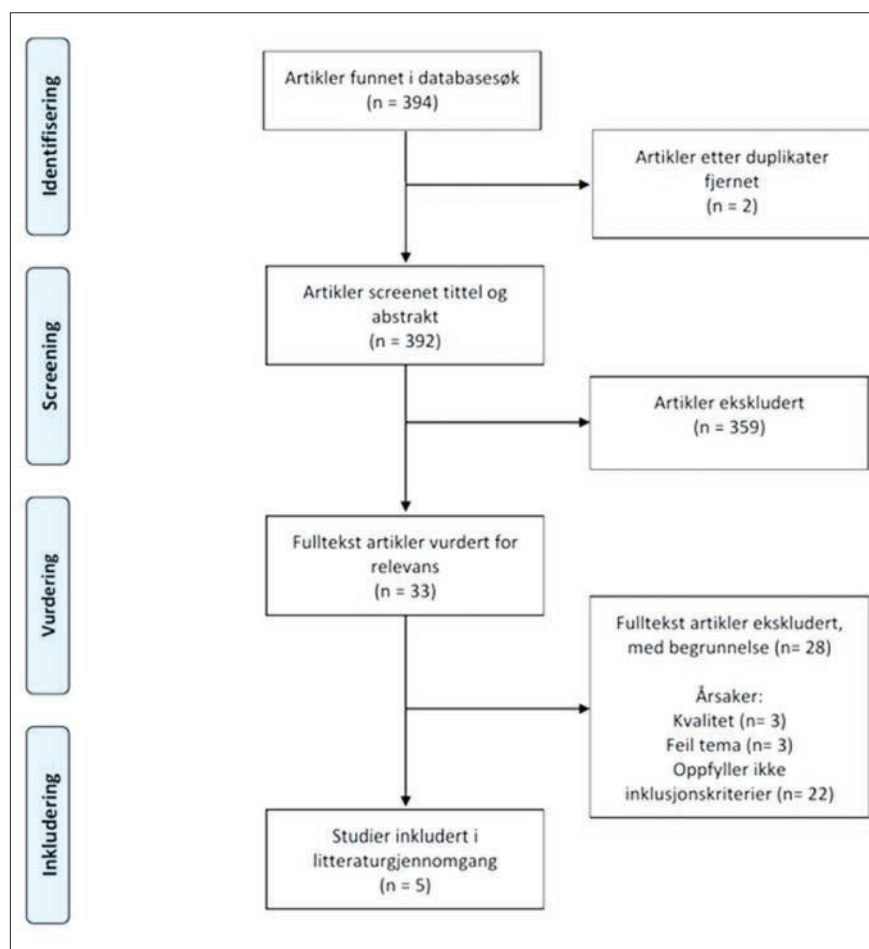 Identifisering
Artikler funnet i databasesøk
(n = 394)
Artikler etter duplikater
fjernet
(n = 2)
Screening
Artikler screenet tittel og
abstrakt
(n = 392)
Artikler ekskludert
(n = 359)
Vurdering
Fulltekst artikler vurdert for
relevans
(n = 33)
Fulltekst artikler ekskludert,
med begrunnelse (n= 28)
Årsaker:
Kvalitet (n= 3)
Feil tema (n= 3)
Oppfyller ikke
inklusjonskriterier (n= 22)
Inkludering
Studier inkludert i
litteraturgjennomgang
(n = 5)